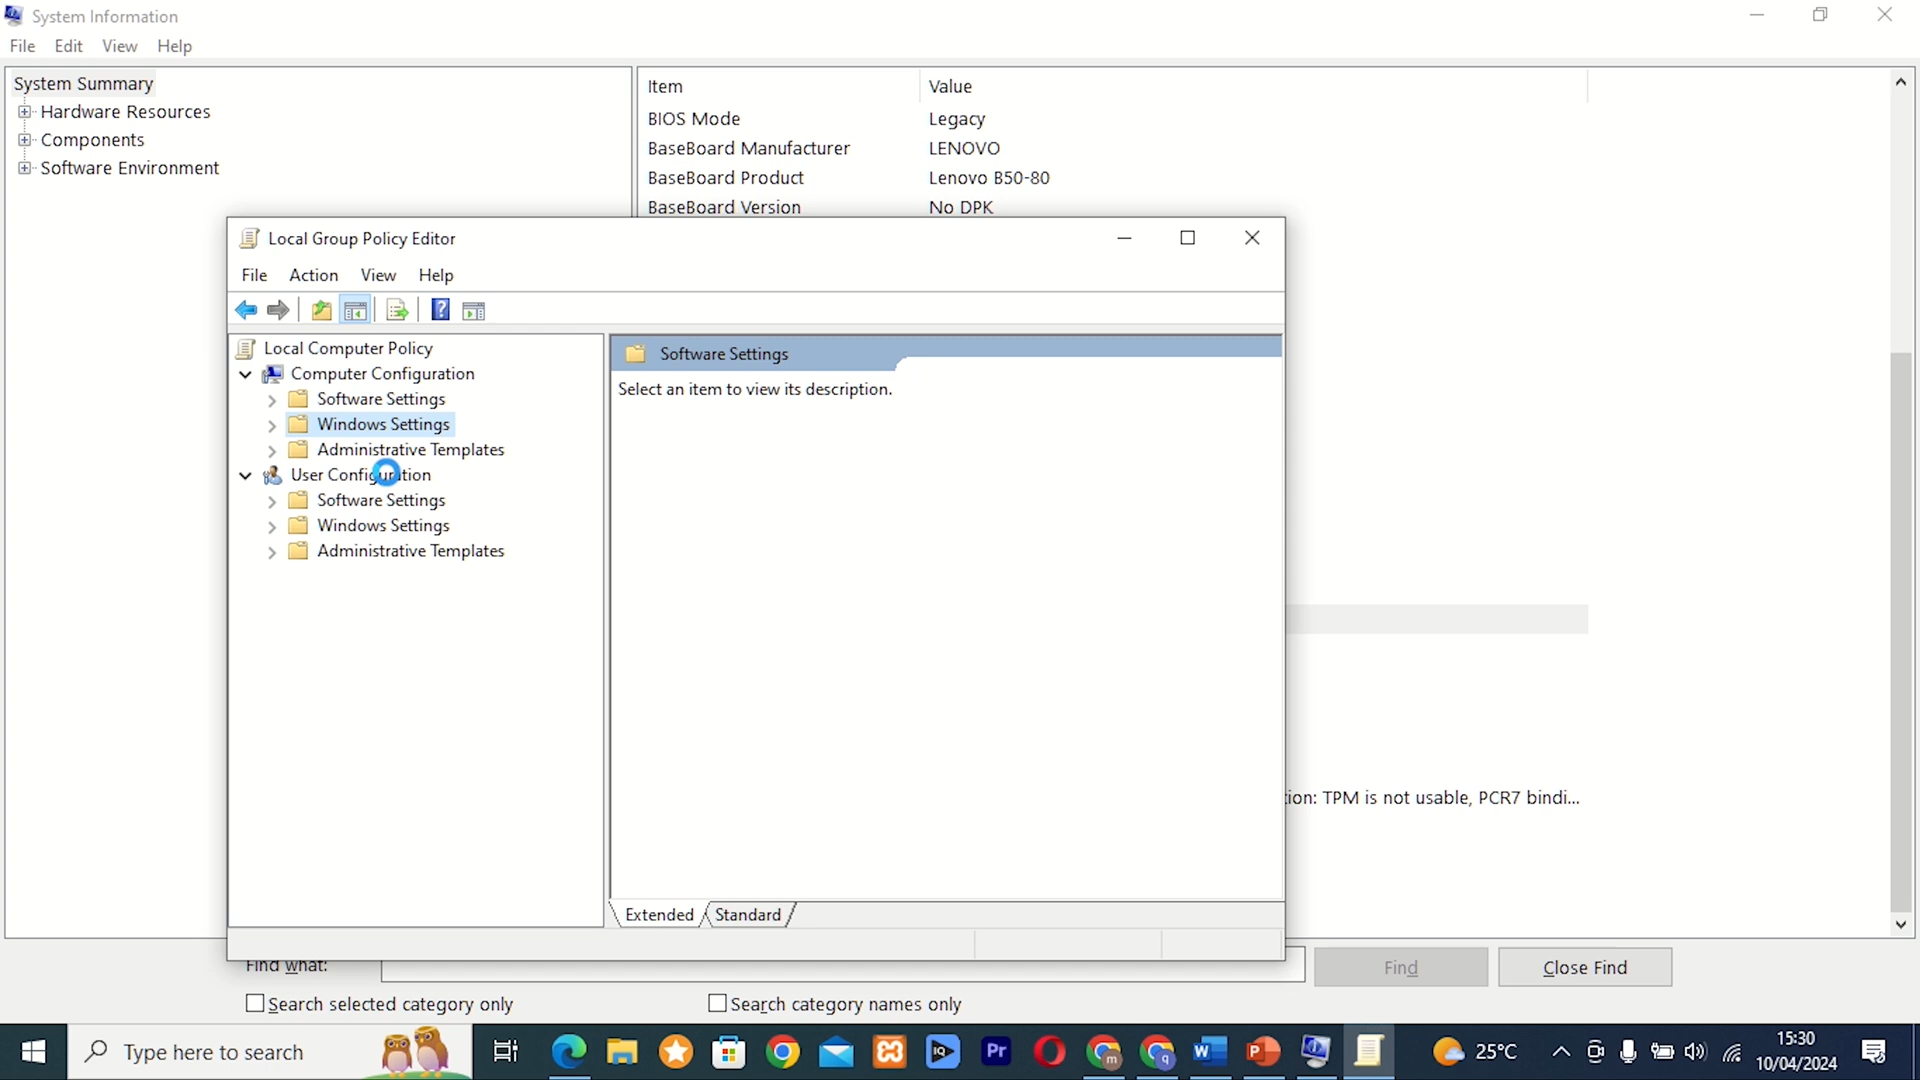 System Information
File Edit View Help
System Summary
Hardware Resources
Components
Software Environment
Item Value
BIOS Mode Legacy
BaseBoard Manufacturer LENOVO
BaseBoard Product Lenovo B50-80
BaseBoard Version No DPK
Local Group Policy Editor
File Action View Help
Local Computer Policy
Computer Configuration
Software Settings
Windows Settings
Administrative Templates
User Configuration
Software Settings
Windows Settings
Administrative Templates
Software Settings
Select an item to view its description.
Extended Standard
tion: TPM is not usable, PCR7 bindi...
Find what:
Find
Close Find
Search selected category only
Search category names only
Type here to search
IQ
Pr
m
q
W
P
25°C
15:30
10/04/2024